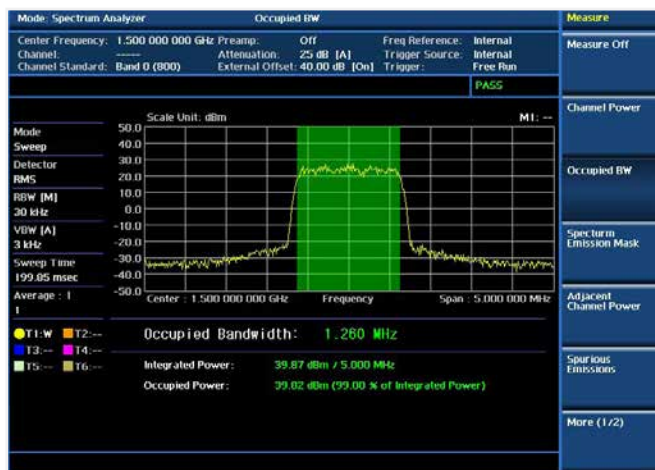 Mode: Spectrum Analyzer
Occupied BW
Measure
Center Frequency: 1.500 000 000 GHz
Preamp: Off
Freq Reference: Internal
Channel: -----
Attenuation: 25 dB [A]
Trigger Source: Internal
Channel Standard: Band 0 (800)
External Offset: 40.00 dB [On]
Trigger: Free Run
PASS
Measure Off
Channel Power
Occupied BW
Specturm
Emission Mask
Adjacent
Channel Power
Spurious
Emissions
More (1/2)
Mode
Sweep
Detector
RMS
RBW [M]
30 kHz
VBW [A]
3 kHz
Sweep Time
199.85 msec
Average : 1
1
T1:W T2:--
T3:-- T4:--
T5:-- T6:--
Scale Unit: dBm
M1: --
50.0
40.0
30.0
20.0
10.0
0.0
-10.0
-20.0
-30.0
-40.0
-50.0
Center : 1.500 000 000 GHz
Frequency
Span : 5.000 000 MHz
Occupied Bandwidth: 1.260 MHz
Integrated Power: 39.87 dBm / 5.000 MHz
Occupied Power: 39.82 dBm (99.00 % of Integrated Power)